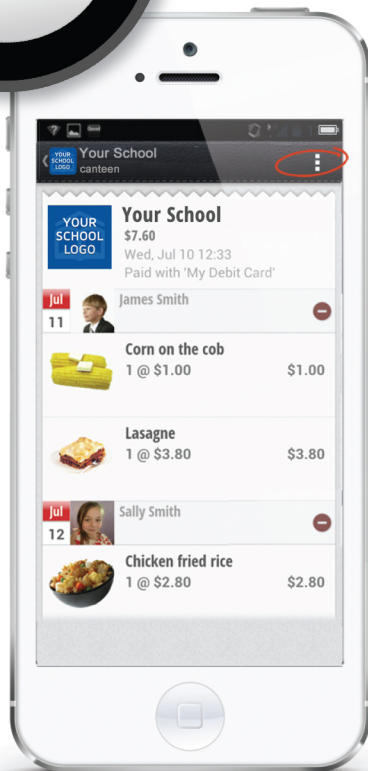 YOUR
SCHOOL
LOGO
Your School
canteen
YOUR
SCHOOL
LOGO
Your School
$7.60
Wed, Jul 10 12:33
Paid with 'My Debit Card'
Jul
11
James Smith
Corn on the cob
1 @ $1.00 $1.00
Lasagne
1 @ $3.80 $3.80
Jul
12
Sally Smith
Chicken fried rice
1 @ $2.80 $2.80